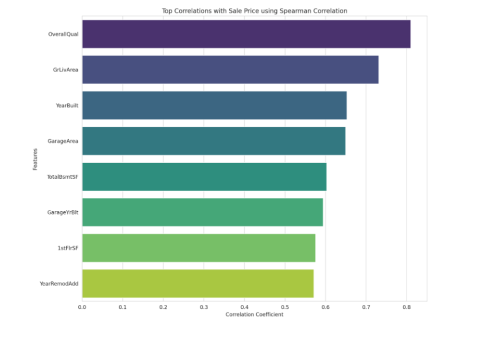 Top Correlations with Sale Price using Spearman Correlation
OverallQual
GrLivArea
YearBuilt
GarageArea
TotalBsmtSF
GarageYrBlt
1stFlrSF
YearRemodAdd
Features
0.0 0.1 0.2 0.3 0.4 0.5 0.6 0.7 0.8
Correlation Coefficient